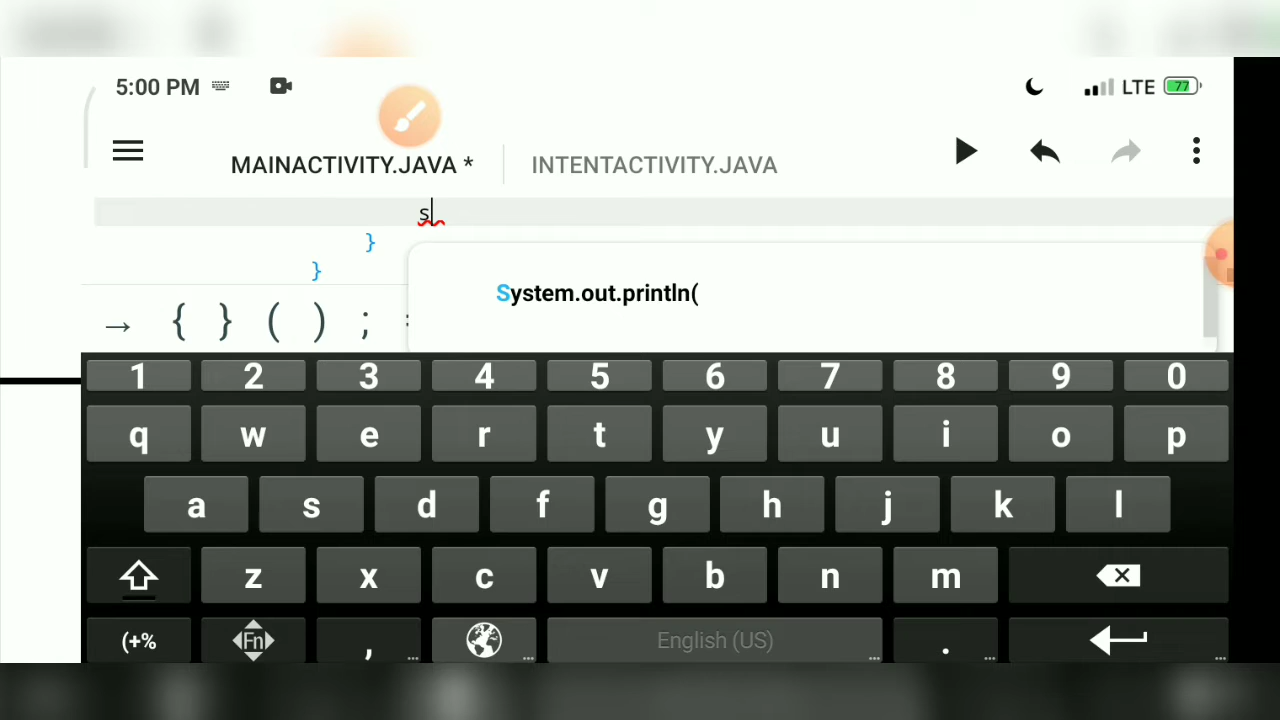 5:00 PM LTE 77
MAINACTIVITY.JAVA * INTENTACTIVITY.JAVA
s
}
}
System.out.println(
→ { } ( ) ;
1 2 3 4 5 6 7 8 9 0
q w e r t y u i o p
a s d f g h j k l
z x c v b n m
(+% Fn , English (US) .